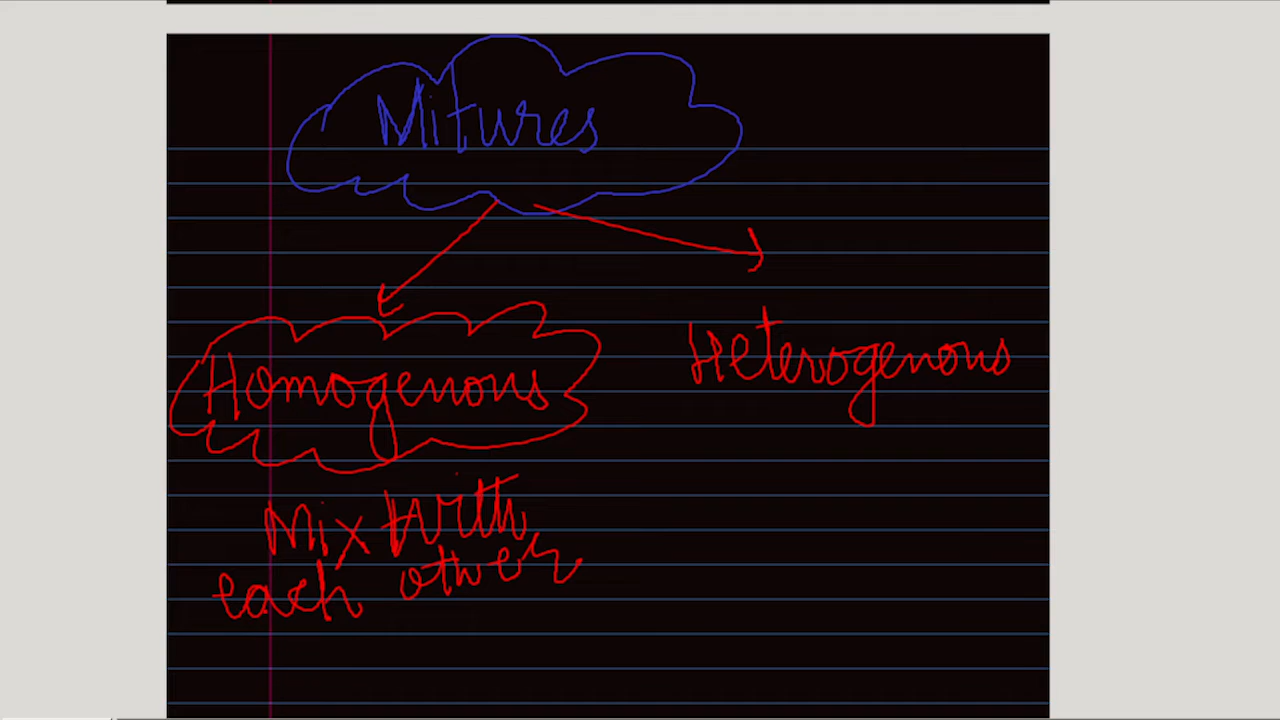 Mitures
Homogenous
Heterogenous
Mix with
each other